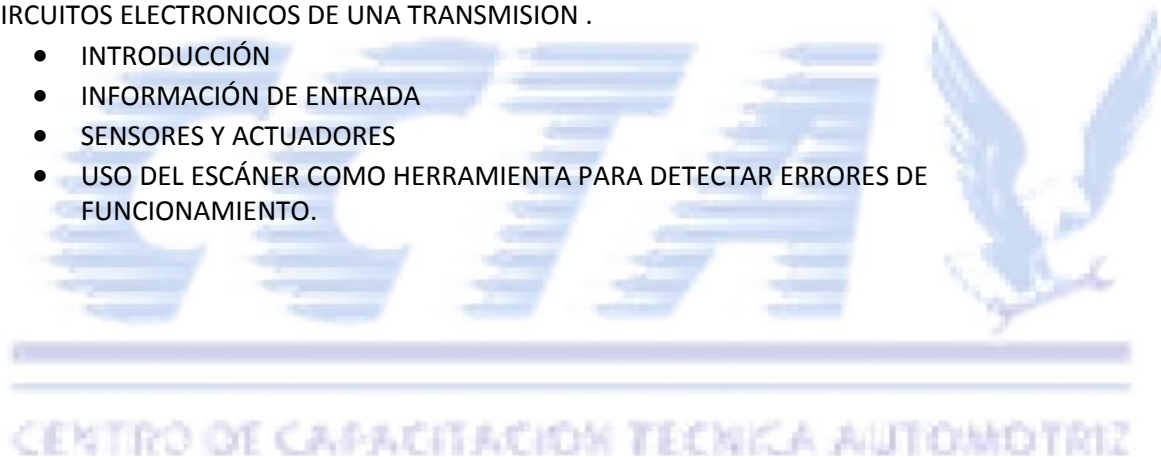 IRCUITOS ELECTRONICOS DE UNA TRANSMISION .
• INTRODUCCIÓN
• INFORMACIÓN DE ENTRADA
• SENSORES Y ACTUADORES
• USO DEL ESCÁNER COMO HERRAMIENTA PARA DETECTAR ERRORES DE
FUNCIONAMIENTO.
CCTA
CENTRO DE CAPACITACION TECNICA AUTOMOTRIZ